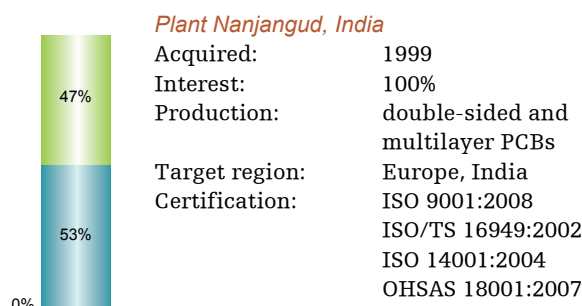 Plant Nanjangud, India
Acquired: 1999
Interest: 100%
Production: double-sided and
multilayer PCBs
Target region: Europe, India
Certification: ISO 9001:2008
ISO/TS 16949:2002
ISO 14001:2004
OHSAS 18001:2007
47%
53%
0%